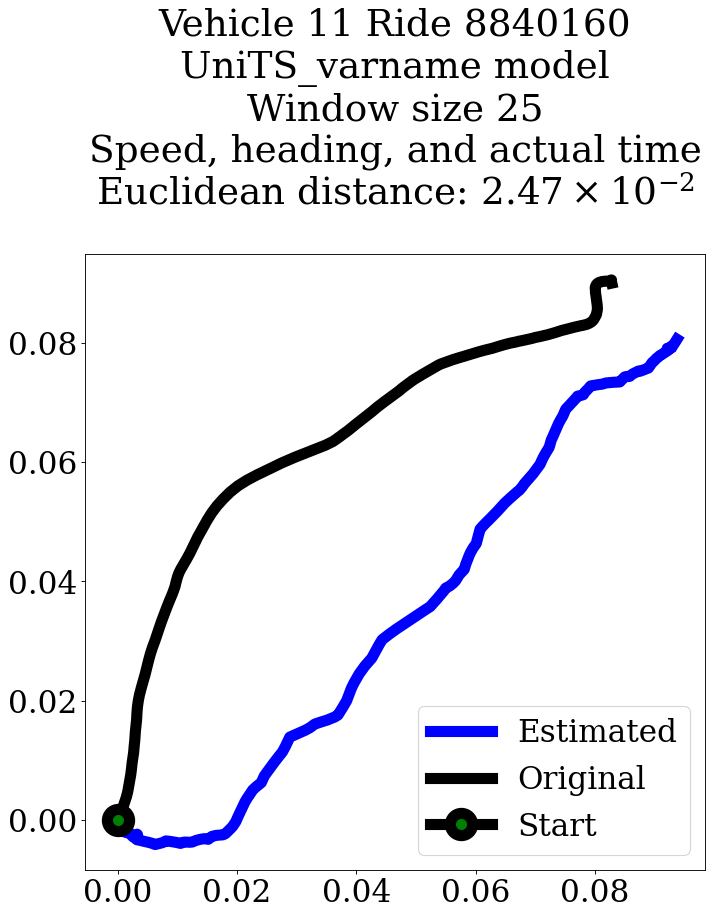 Vehicle 11 Ride 8840160
UniTS_varname model
Window size 25
Speed, heading, and actual time
Euclidean distance: 2.47 × 10⁻²
0.08
0.06
0.04
0.02
0.00
Estimated
Original
Start
0.00 0.02 0.04 0.06 0.08